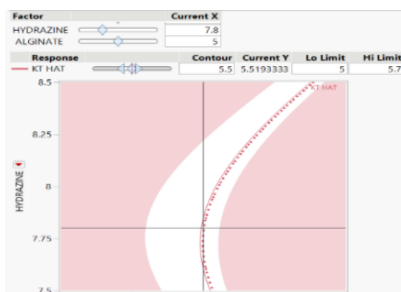 Factor Current X
HYDRAZINE 7.8
ALGINATE 5
Response Contour Current Y Lo Limit Hi Limit
KT HAT 5.5 5.5193333 5 5.7
8.5
KT HAT
8.25
8
7.75
7.5
HYDRAZINE